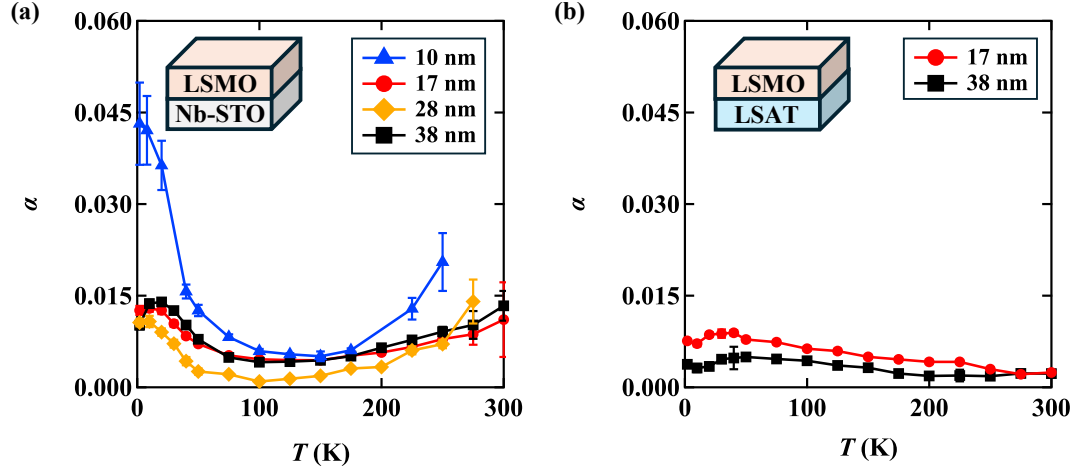 (a)
0.060
0.045
0.030
0.015
0.000
α
0
100
200
300
T (K)
LSMO
Nb-STO
10 nm
17 nm
28 nm
38 nm
(b)
0.060
0.045
0.030
0.015
0.000
α
0
100
200
300
T (K)
LSMO
LSAT
17 nm
38 nm